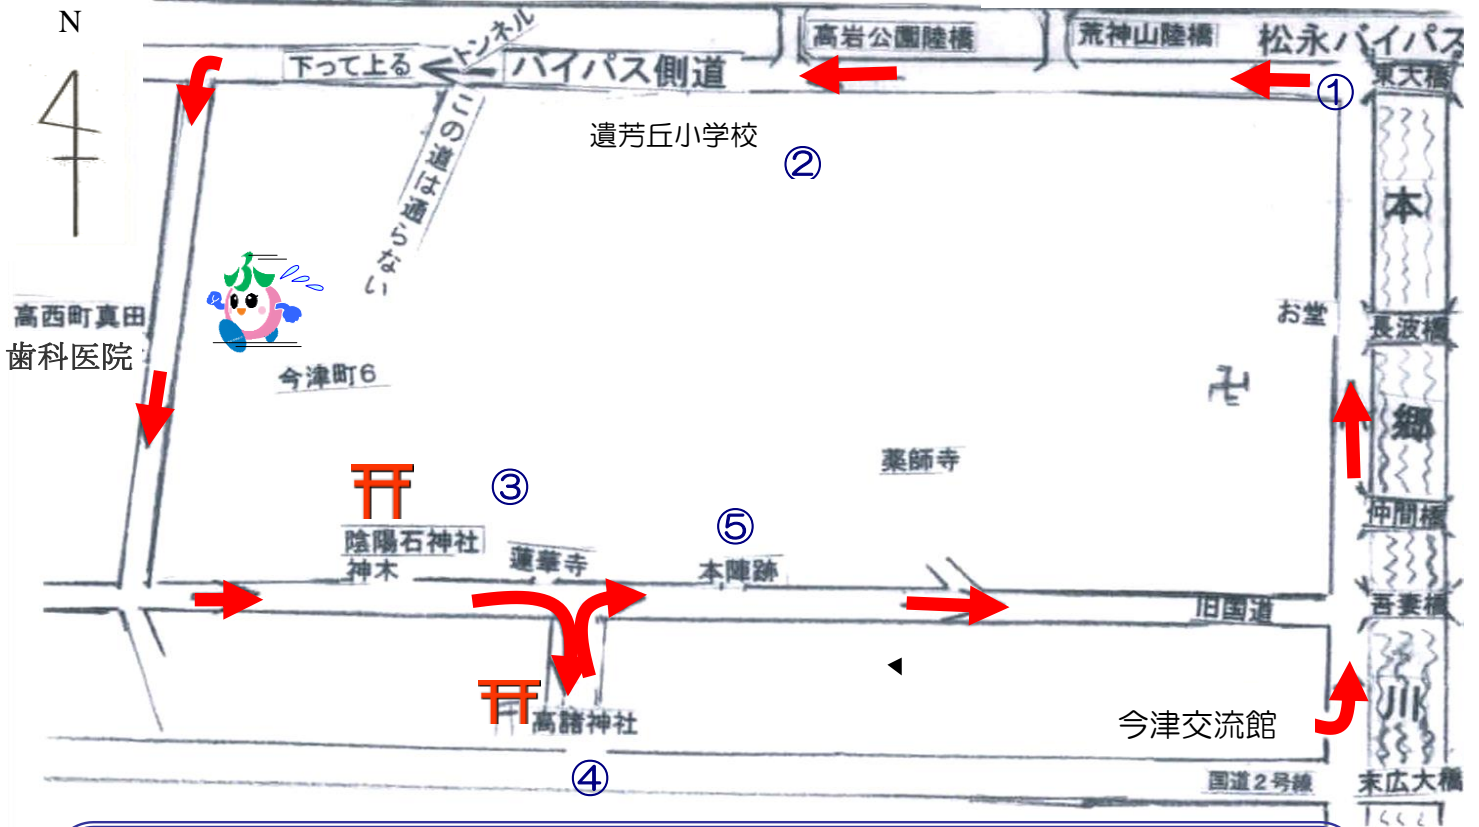 N
高岩公園陸橋
荒神山陸橋
松永バイパス
トンネル
下って上る
バイパス側道
東大橋
①
この道は通らない
遺芳丘小学校
②
本
ふ
高西町真田
歯科医院
お堂
長波橋
今津町6
卍
郷
薬師寺
③
⑤
仲間橋
陰陽石神社
神木
蓮華寺
本陣跡
旧国道
吾妻橋
高諸神社
今津交流館
川
④
国道2号線
末広大橋